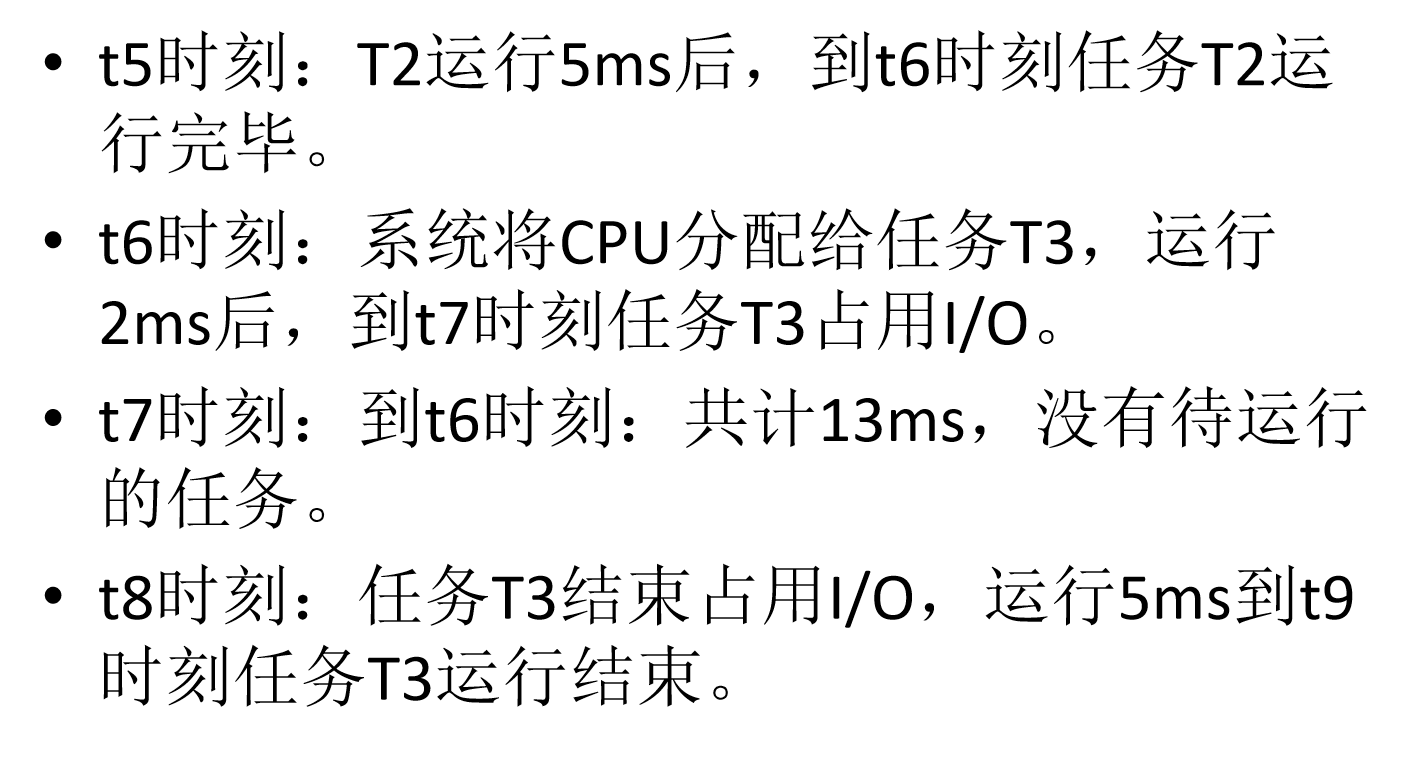 • t5时刻：T2运行5ms后，到t6时刻任务T2运
行完毕。
• t6时刻：系统将CPU分配给任务T3，运行
2ms后，到t7时刻任务T3占用I/O。
• t7时刻：到t6时刻：共计13ms，没有待运行
的任务。
• t8时刻：任务T3结束占用I/O，运行5ms到t9
时刻任务T3运行结束。